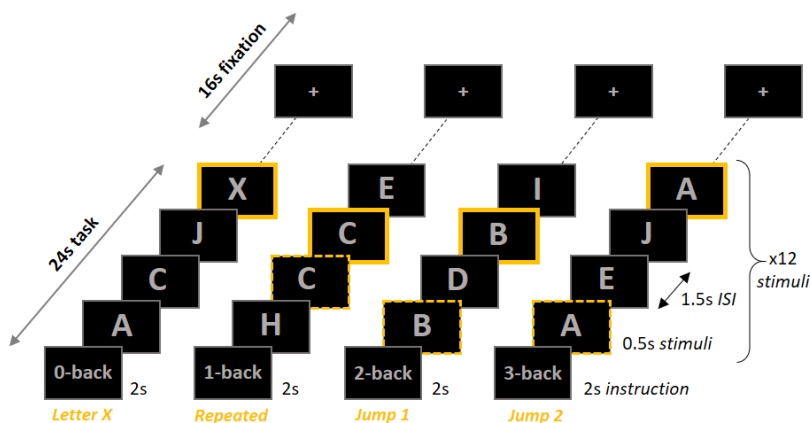 16s fixation
+ + + +
X E I A
24s task
J C B J
x12
stimuli
C C D E
1.5s ISI
A H B A
0.5s stimuli
0-back 2s 1-back 2s 2-back 2s 3-back 2s instruction
Letter X Repeated Jump 1 Jump 2